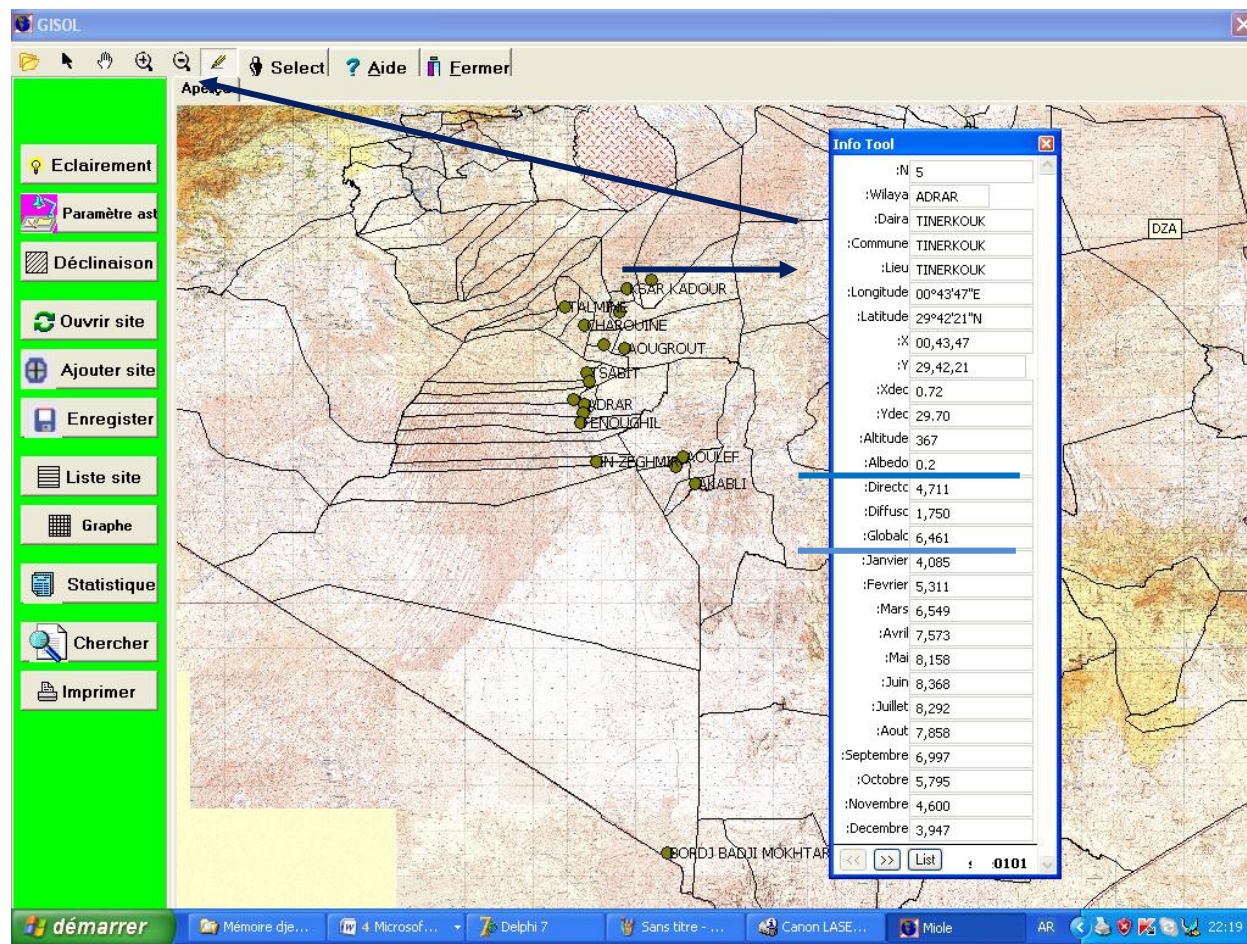 GISOL
Select ? Aide Fermer
Eclairement
Paramètre ast
Déclinaison
Ouvrir site
Ajouter site
Enregister
Liste site
Graphe
Statistique
Chercher
Imprimer
KSAR KADOUR
TALMINE
CHAROUINE
AOUGROUT
TSABIT
ADRAR
FENOUGHIL
IN ZEGHMIR
AOULEF
AKABLI
BORDJ BADJI MOKHTAR
DZA
Info Tool
:N 5
:Wilaya ADRAR
:Daira TINERKOUK
:Commune TINERKOUK
:Lieu TINERKOUK
:Longitude 00°43'47"E
:Latitude 29°42'21"N
:X 00,43,47
:Y 29,42,21
:Xdec 0.72
:Ydec 29.70
:Altitude 367
:Albedo 0.2
:Directc 4,711
:Diffusc 1,750
:Globalc 6,461
:Janvier 4,085
:Fevrier 5,311
:Mars 6,549
:Avril 7,573
:Mai 8,158
:Juin 8,368
:Juillet 8,292
:Aout 7,858
:Septembre 6,997
:Octobre 5,795
:Novembre 4,600
:Decembre 3,947
<< >> List
démarrer Mémoire dje... 4 Microsof... Delphi 7 Sans titre - ... Canon LASE... Miole AR 22:19